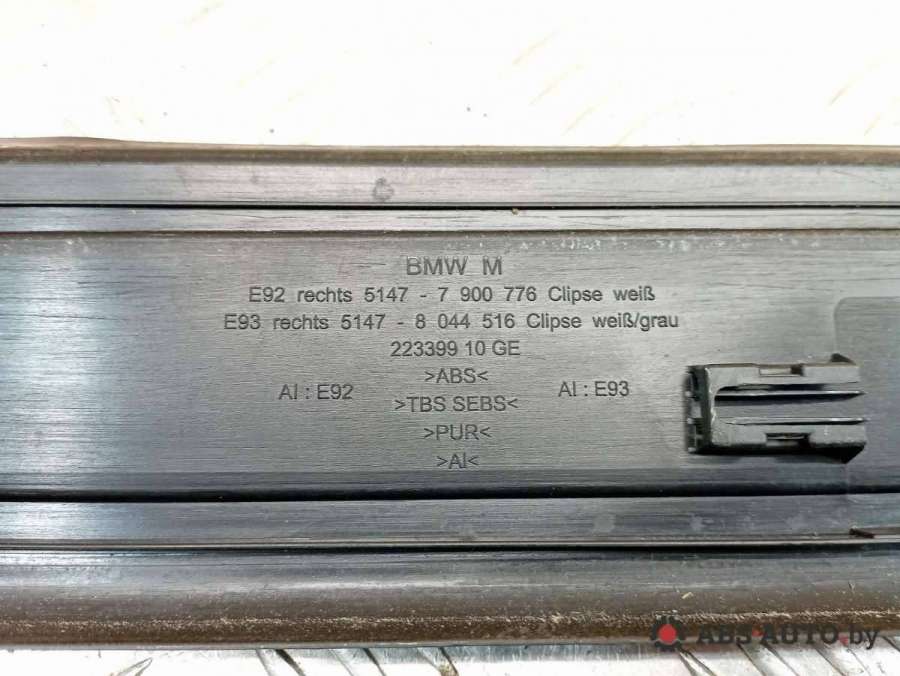 BMW M
E92 rechts 5147 - 7 900 776 Clipse weiß
E93 rechts 5147 - 8 044 516 Clipse weiß/grau
223399 10 GE
>ABS<
AI : E92
AI : E93
>TBS SEBS<
>PUR<
>AI<
ABS AUTO.by